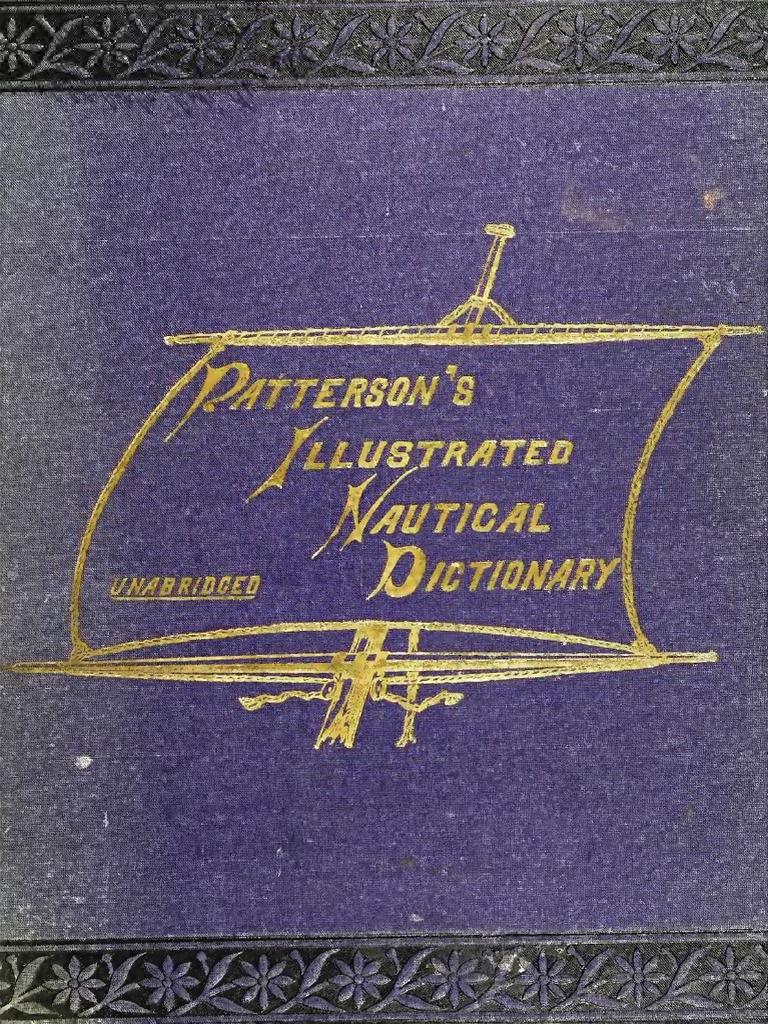 PATTERSON'S
ILLUSTRATED
NAUTICAL
DICTIONARY
UNABRIDGED